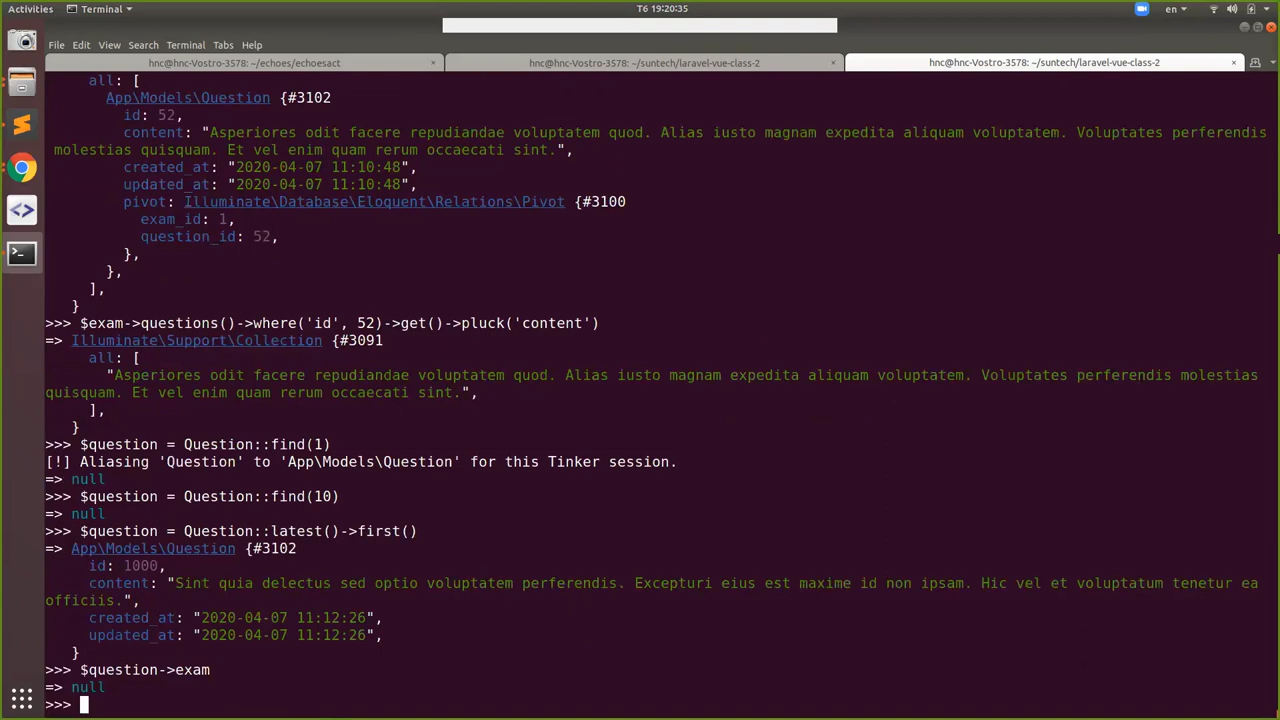 Activities
Terminal
T6 19:20:35
en
File Edit View Search Terminal Tabs Help
hnc@hnc-Vostro-3578: ~/echoes/echoesact
hnc@hnc-Vostro-3578: ~/suntech/laravel-vue-class-2
hnc@hnc-Vostro-3578: ~/suntech/laravel-vue-class-2
all: [
App\Models\Question {#3102
id: 52,
content: "Asperiores odit facere repudiandae voluptatem quod. Alias iusto magnam expedita aliquam voluptatem. Voluptates perferendis
molestias quisquam. Et vel enim quam rerum occaecati sint.",
created_at: "2020-04-07 11:10:48",
updated_at: "2020-04-07 11:10:48",
pivot: Illuminate\Database\Eloquent\Relations\Pivot {#3100
exam_id: 1,
question_id: 52,
},
},
],
}
>>> $exam->questions()->where('id', 52)->get()->pluck('content')
=> Illuminate\Support\Collection {#3091
all: [
"Asperiores odit facere repudiandae voluptatem quod. Alias iusto magnam expedita aliquam voluptatem. Voluptates perferendis molestias
quisquam. Et vel enim quam rerum occaecati sint.",
],
}
>>> $question = Question::find(1)
[!] Aliasing 'Question' to 'App\Models\Question' for this Tinker session.
=> null
>>> $question = Question::find(10)
=> null
>>> $question = Question::latest()->first()
=> App\Models\Question {#3102
id: 1000,
content: "Sint quia delectus sed optio voluptatem perferendis. Excepturi eius est maxime id non ipsam. Hic vel et voluptatum tenetur ea
officiis.",
created_at: "2020-04-07 11:12:26",
updated_at: "2020-04-07 11:12:26",
}
>>> $question->exam
=> null
>>>